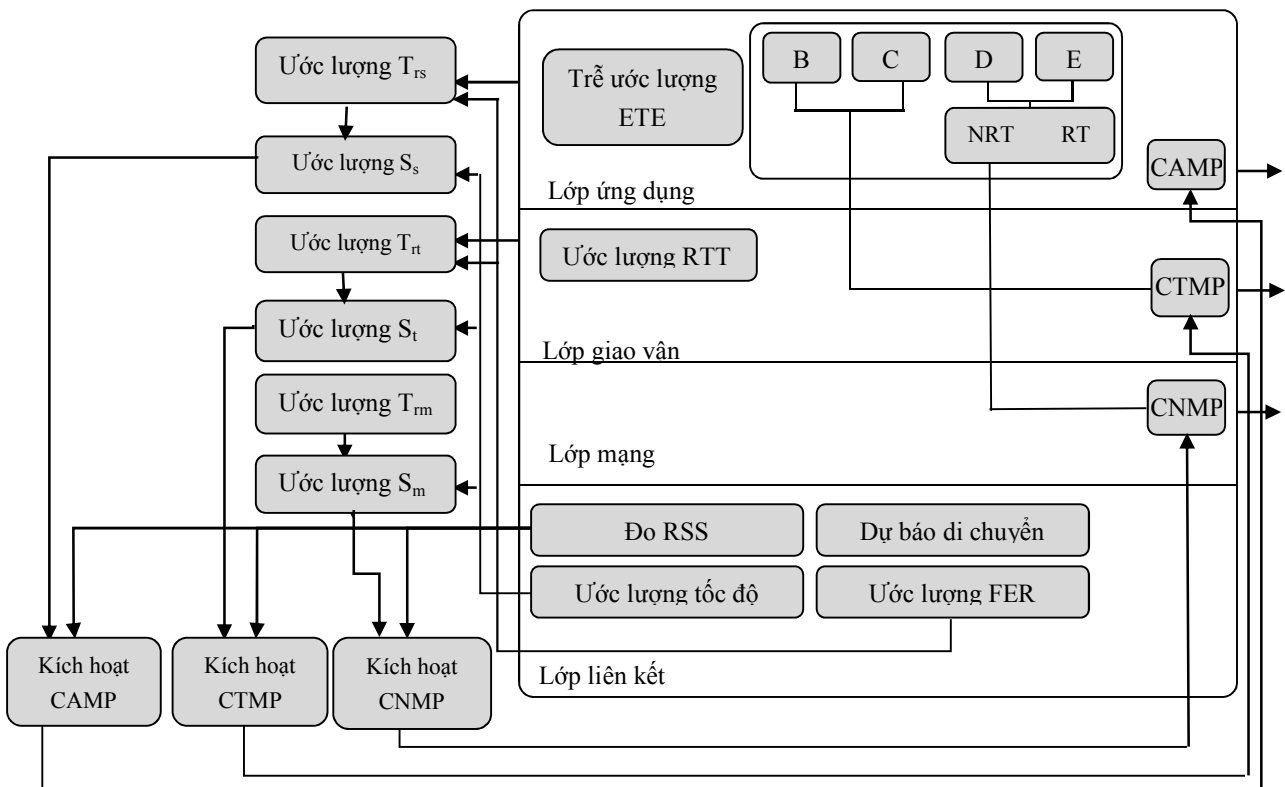 Ước lượng Trs
Trễ ước lượng
ETE
B
C
D
E
NRT RT
CAMP
Ước lượng Ss
Lớp ứng dụng
Ước lượng Trt
Ước lượng RTT
CTMP
Ước lượng St
Lớp giao vân
Ước lượng Trm
CNMP
Lớp mạng
Ước lượng Sm
Đo RSS
Dự báo di chuyển
Ước lượng tốc độ
Ước lượng FER
Lớp liên kết
Kích hoạt
CAMP
Kích hoạt
CTMP
Kích hoạt
CNMP